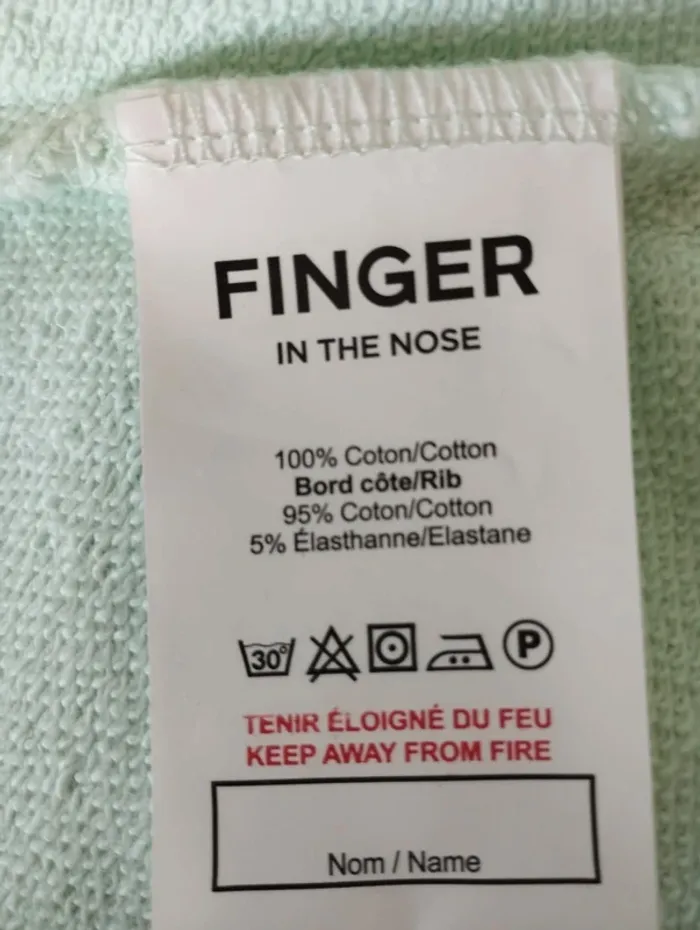 FINGER
IN THE NOSE
100% Coton/Cotton
Bord côte/Rib
95% Coton/Cotton
5% Élasthanne/Elastane
30° P
TENIR ÉLOIGNÉ DU FEU
KEEP AWAY FROM FIRE
Nom / Name